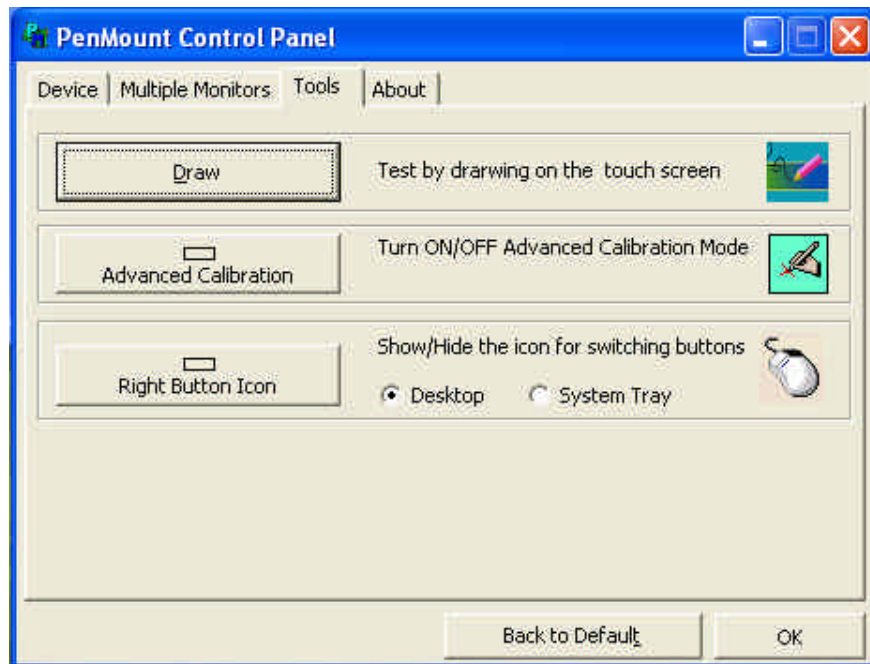 PenMount Control Panel
Device Multiple Monitors Tools About
Draw Test by drarwing on the touch screen
Advanced Calibration Turn ON/OFF Advanced Calibration Mode
Right Button Icon Show/Hide the icon for switching buttons
Desktop System Tray
Back to Default OK